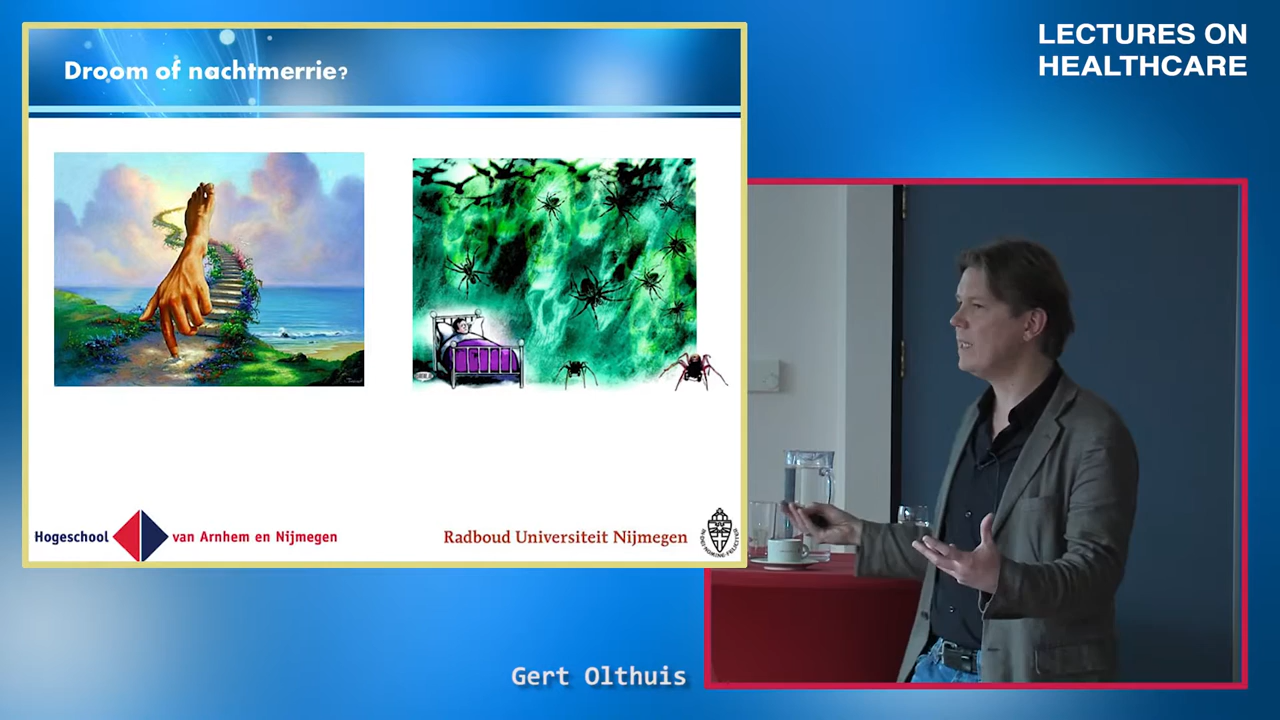 LECTURES ON
HEALTHCARE
Droom of nachtmerrie?
Hogeschool van Arnhem en Nijmegen
Radboud Universiteit Nijmegen
Gert Olthuis